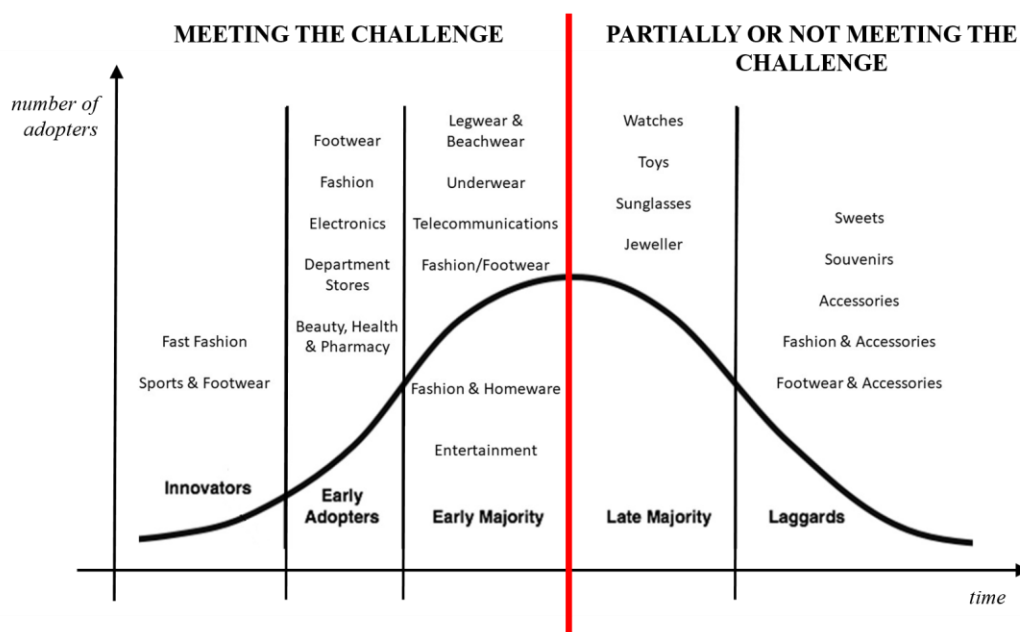 MEETING THE CHALLENGE
PARTIALLY OR NOT MEETING THE
CHALLENGE
number of
adopters
Fast Fashion
Sports & Footwear
Innovators
Footwear
Fashion
Electronics
Department
Stores
Beauty, Health
& Pharmacy
Early
Adopters
Legwear &
Beachwear
Underwear
Telecommunications
Fashion/Footwear
Fashion & Homeware
Entertainment
Early Majority
Watches
Toys
Sunglasses
Jeweller
Late Majority
Sweets
Souvenirs
Accessories
Fashion & Accessories
Footwear & Accessories
Laggards
time